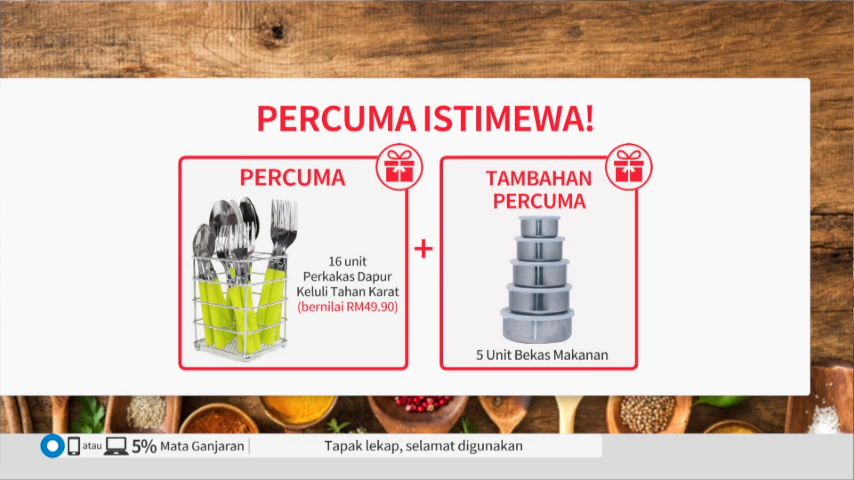 PERCUMA ISTIMEWA!
PERCUMA
16 unit
Perkakas Dapur
Keluli Tahan Karat
(bernilai RM49.90)
+
TAMBAHAN
PERCUMA
5 Unit Bekas Makanan
atau 5% Mata Ganjaran
Tapak lekap, selamat digunakan